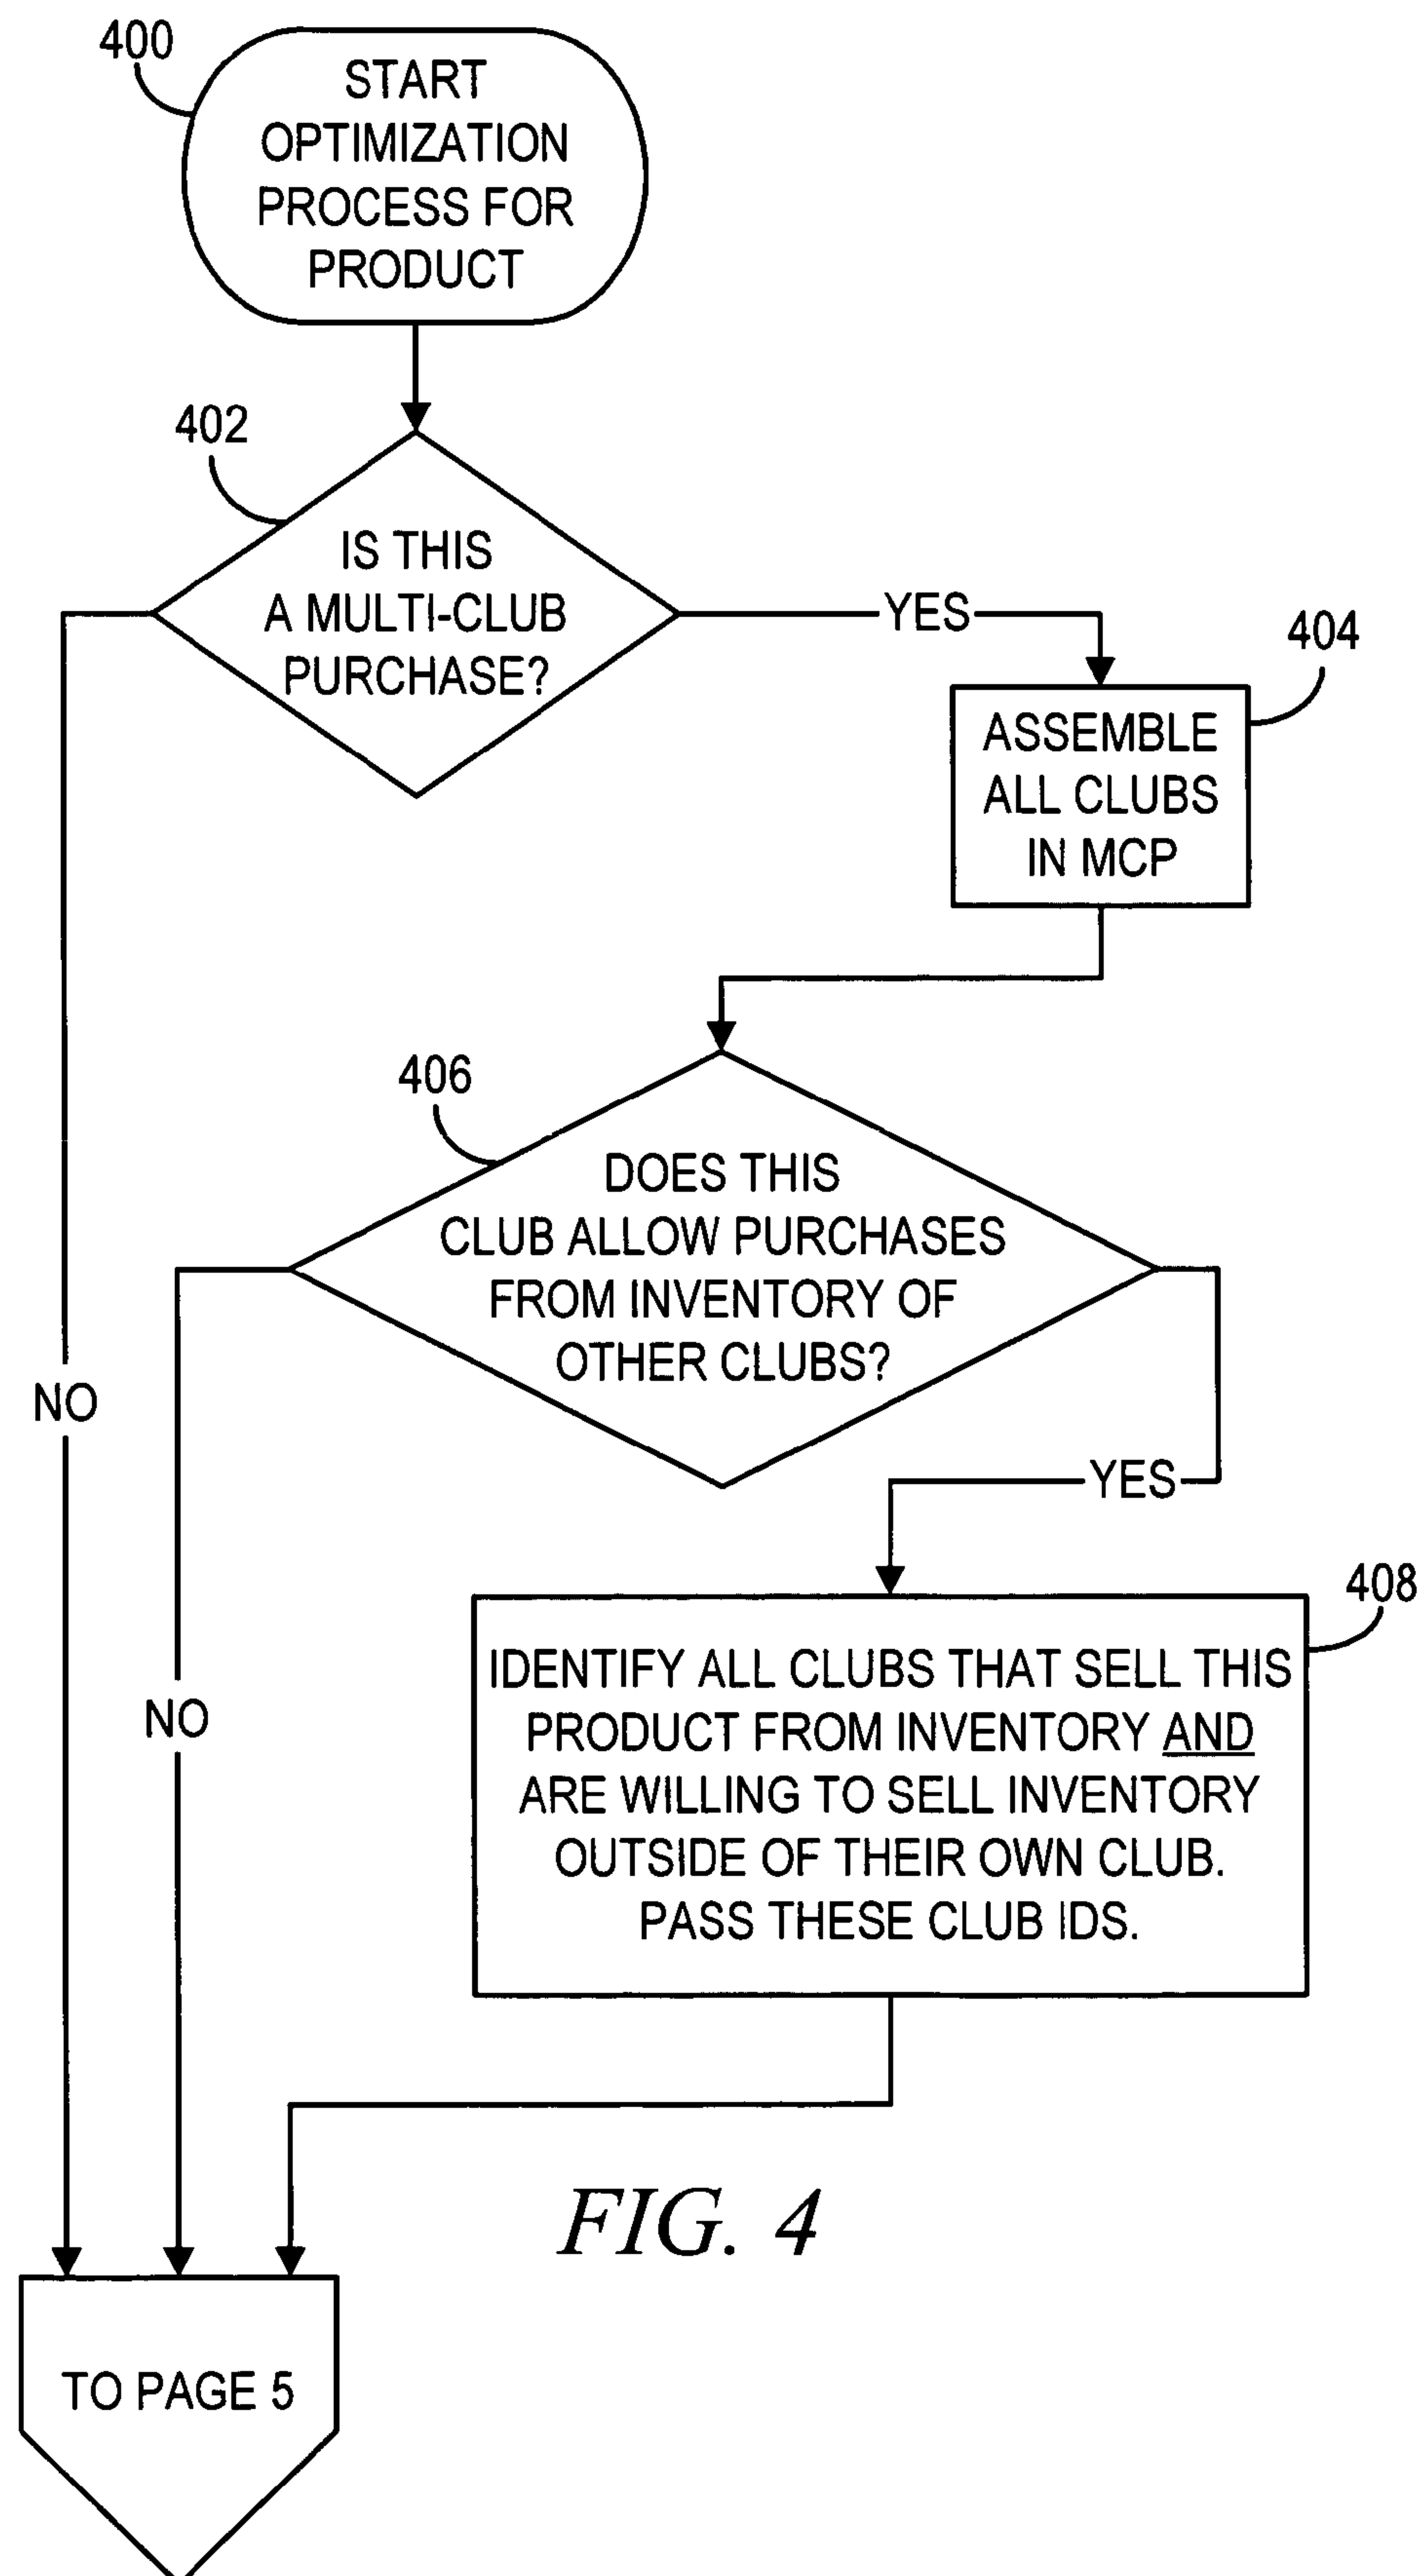 400
START
OPTIMIZATION
PROCESS FOR
PRODUCT
402
IS THIS
A MULTI-CLUB
PURCHASE?
YES
404
ASSEMBLE
ALL CLUBS
IN MCP
406
DOES THIS
CLUB ALLOW PURCHASES
FROM INVENTORY OF
OTHER CLUBS?
NO
YES
408
IDENTIFY ALL CLUBS THAT SELL THIS
PRODUCT FROM INVENTORY AND
ARE WILLING TO SELL INVENTORY
OUTSIDE OF THEIR OWN CLUB.
PASS THESE CLUB IDS.
NO
FIG. 4
TO PAGE 5